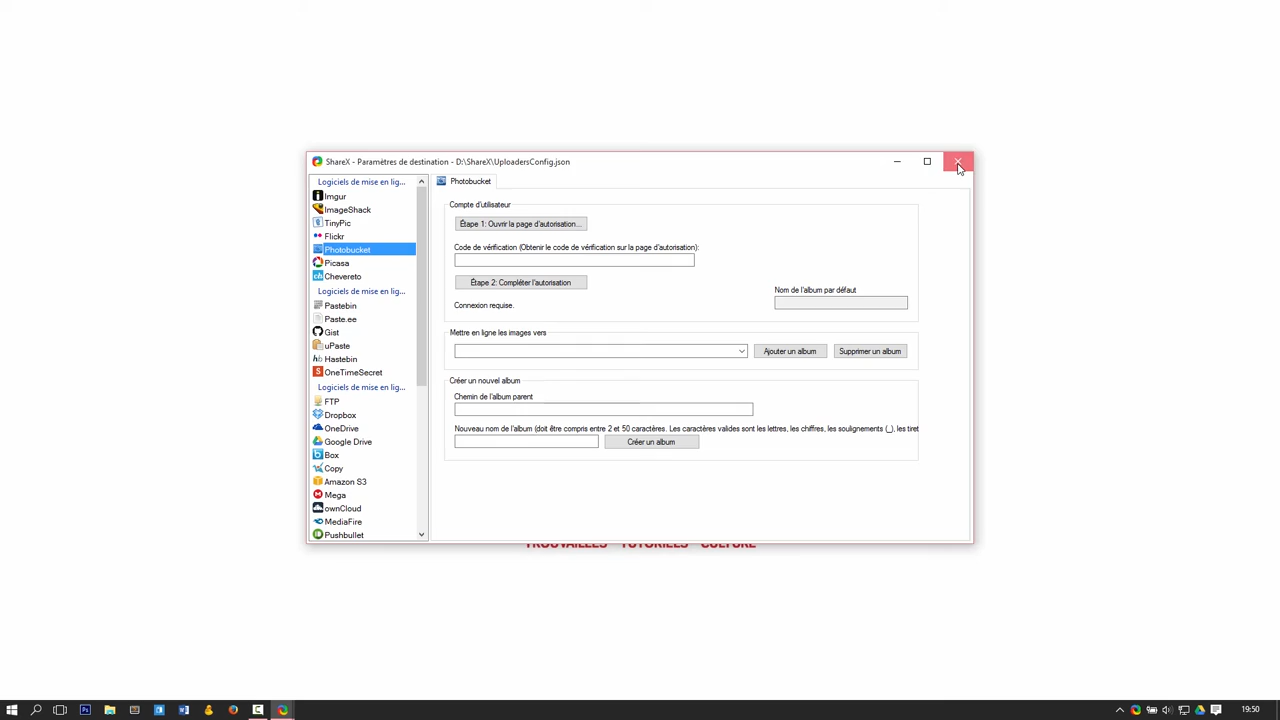 ShareX - Paramètres de destination - D:\ShareX\UploadersConfig.json
Logiciels de mise en lig...
Imgur
ImageShack
TinyPic
Flickr
Photobucket
Picasa
Chevereto
Logiciels de mise en lig...
Pastebin
Paste.ee
Gist
uPaste
Hastebin
OneTimeSecret
Logiciels de mise en lig...
FTP
Dropbox
OneDrive
Google Drive
Box
Copy
Amazon S3
Mega
ownCloud
MediaFire
Pushbullet
Photobucket
Compte d'utilisateur
Étape 1: Ouvrir la page d'autorisation...
Code de vérification (Obtenir le code de vérification sur la page d'autorisation):
Étape 2: Compléter l'autorisation
Connexion requise.
Nom de l'album par défaut
Mettre en ligne les images vers
Ajouter un album
Supprimer un album
Créer un nouvel album
Chemin de l'album parent
Nouveau nom de l'album (doit être compris entre 2 et 50 caractères. Les caractères valides sont les lettres, les chiffres, les soulignements (_), les tiret
Créer un album
TROUVAILLES TUTORIELS CULTURE
19:50